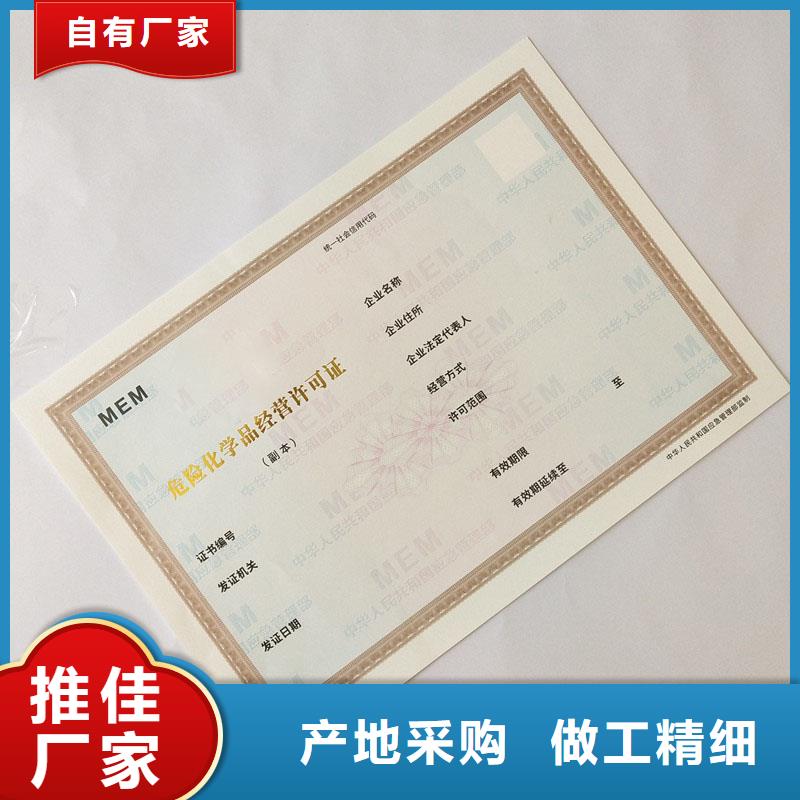 自有厂家
统一社会信用代码
MEM
危险化学品经营许可证
（副本）
企业名称
企业住所
企业法定代表人
经营方式
许可范围
证书编号
发证机关
发证日期
有效期限
至
有效期延续至
中华人民共和国应急管理部监制
推佳
厂家
产地采购 做工精细